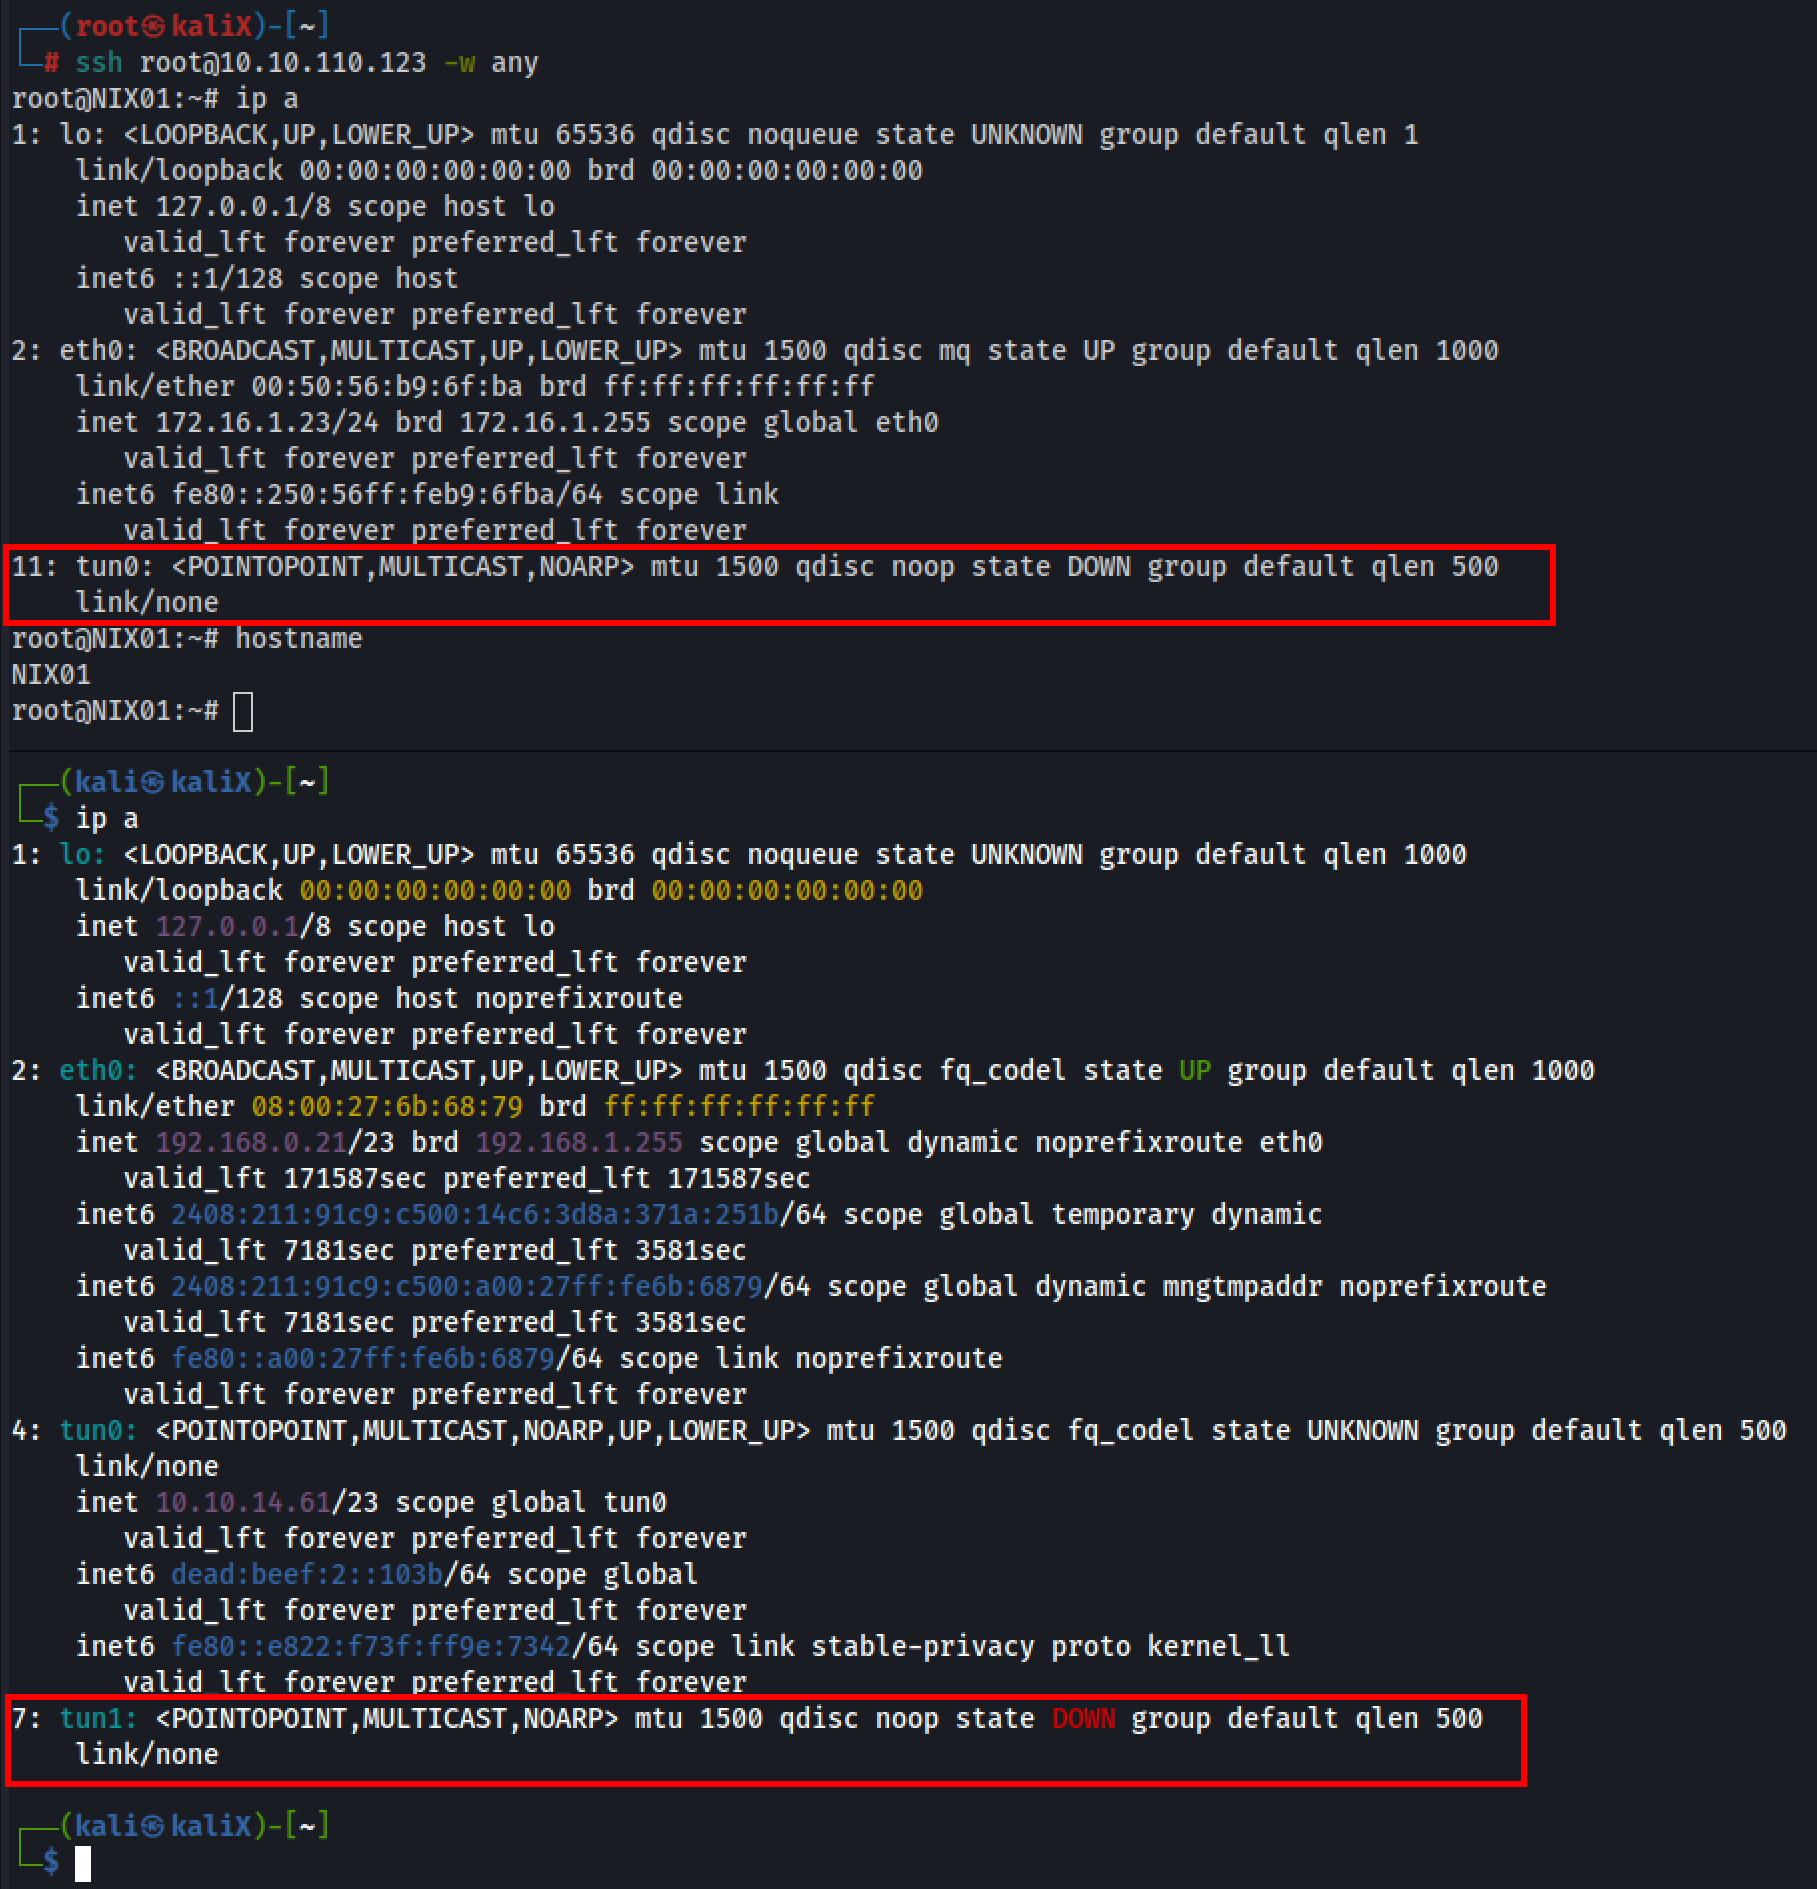 ┌──(root㉿kaliX)-[~]
└─# ssh root@10.10.110.123 -w any
root@NIX01:~# ip a
1: lo: <LOOPBACK,UP,LOWER_UP> mtu 65536 qdisc noqueue state UNKNOWN group default qlen 1
    link/loopback 00:00:00:00:00:00 brd 00:00:00:00:00:00
    inet 127.0.0.1/8 scope host lo
       valid_lft forever preferred_lft forever
    inet6 ::1/128 scope host
       valid_lft forever preferred_lft forever
2: eth0: <BROADCAST,MULTICAST,UP,LOWER_UP> mtu 1500 qdisc mq state UP group default qlen 1000
    link/ether 00:50:56:b9:6f:ba brd ff:ff:ff:ff:ff:ff
    inet 172.16.1.23/24 brd 172.16.1.255 scope global eth0
       valid_lft forever preferred_lft forever
    inet6 fe80::250:56ff:feb9:6fba/64 scope link
       valid_lft forever preferred_lft forever
11: tun0: <POINTOPOINT,MULTICAST,NOARP> mtu 1500 qdisc noop state DOWN group default qlen 500
    link/none
root@NIX01:~# hostname
NIX01
root@NIX01:~#
┌──(kali㉿kaliX)-[~]
└─$ ip a
1: lo: <LOOPBACK,UP,LOWER_UP> mtu 65536 qdisc noqueue state UNKNOWN group default qlen 1000
    link/loopback 00:00:00:00:00:00 brd 00:00:00:00:00:00
    inet 127.0.0.1/8 scope host lo
       valid_lft forever preferred_lft forever
    inet6 ::1/128 scope host noprefixroute
       valid_lft forever preferred_lft forever
2: eth0: <BROADCAST,MULTICAST,UP,LOWER_UP> mtu 1500 qdisc fq_codel state UP group default qlen 1000
    link/ether 08:00:27:6b:68:79 brd ff:ff:ff:ff:ff:ff
    inet 192.168.0.21/23 brd 192.168.1.255 scope global dynamic noprefixroute eth0
       valid_lft 171587sec preferred_lft 171587sec
    inet6 2408:211:91c9:c500:14c6:3d8a:371a:251b/64 scope global temporary dynamic
       valid_lft 7181sec preferred_lft 3581sec
    inet6 2408:211:91c9:c500:a00:27ff:fe6b:6879/64 scope global dynamic mngtmpaddr noprefixroute
       valid_lft 7181sec preferred_lft 3581sec
    inet6 fe80::a00:27ff:fe6b:6879/64 scope link noprefixroute
       valid_lft forever preferred_lft forever
4: tun0: <POINTOPOINT,MULTICAST,NOARP,UP,LOWER_UP> mtu 1500 qdisc fq_codel state UNKNOWN group default qlen 500
    link/none
    inet 10.10.14.61/23 scope global tun0
       valid_lft forever preferred_lft forever
    inet6 dead:beef:2::103b/64 scope global
       valid_lft forever preferred_lft forever
    inet6 fe80::e822:f73f:ff9e:7342/64 scope link stable-privacy proto kernel_ll
       valid_lft forever preferred_lft forever
7: tun1: <POINTOPOINT,MULTICAST,NOARP> mtu 1500 qdisc noop state DOWN group default qlen 500
    link/none
┌──(kali㉿kaliX)-[~]
└─$